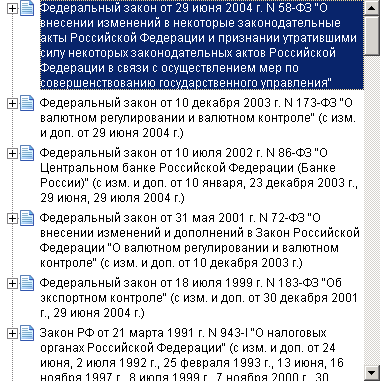 Федеральный закон от 29 июня 2004 г. N 58-ФЗ "О
внесении изменений в некоторые законодательные
акты Российской Федерации и признании утратившими
силу некоторых законодательных актов Российской
Федерации в связи с осуществлением мер по
совершенствованию государственного управления"
Федеральный закон от 10 декабря 2003 г. N 173-ФЗ "О
валютном регулировании и валютном контроле" (с изм.
и доп. от 29 июня 2004 г.)
Федеральный закон от 10 июля 2002 г. N 86-ФЗ "О
Центральном банке Российской Федерации (Банке
России)" (с изм. и доп. от 10 января, 23 декабря 2003 г.,
29 июня, 29 июля 2004 г.)
Федеральный закон от 31 мая 2001 г. N 72-ФЗ "О
внесении изменений и дополнений в Закон Российской
Федерации "О валютном регулировании и валютном
контроле" (с изм. и доп. от 10 декабря 2003 г.)
Федеральный закон от 18 июля 1999 г. N 183-ФЗ "Об
экспортном контроле" (с изм. и доп. от 30 декабря 2001
г., 29 июня 2004 г.)
Закон РФ от 21 марта 1991 г. N 943-I "О налоговых
органах Российской Федерации" (с изм. и доп. от 24
июня, 2 июля 1992 г., 25 февраля 1993 г., 13 июня, 16
ноября 1997 г., 8 июля 1999 г., 7 ноября 2000 г., 30